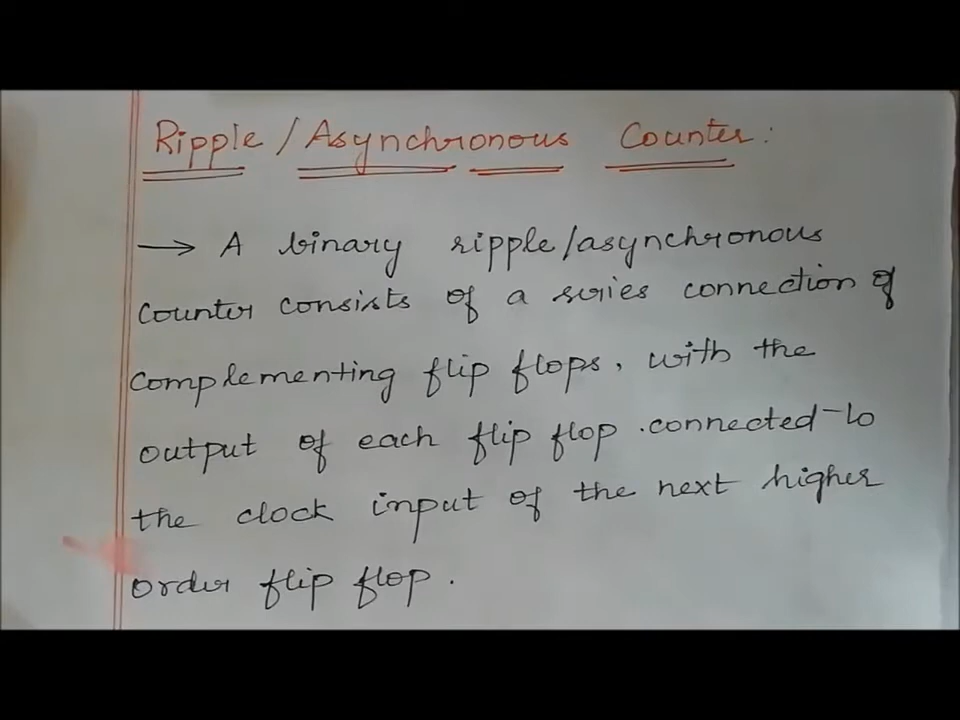 Ripple / Asynchronous Counter:
→ A binary ripple/asynchronous
counter consists of a series connection of
complementing flip flops, with the
output of each flip flop connected to
the clock input of the next higher
order flip flop.